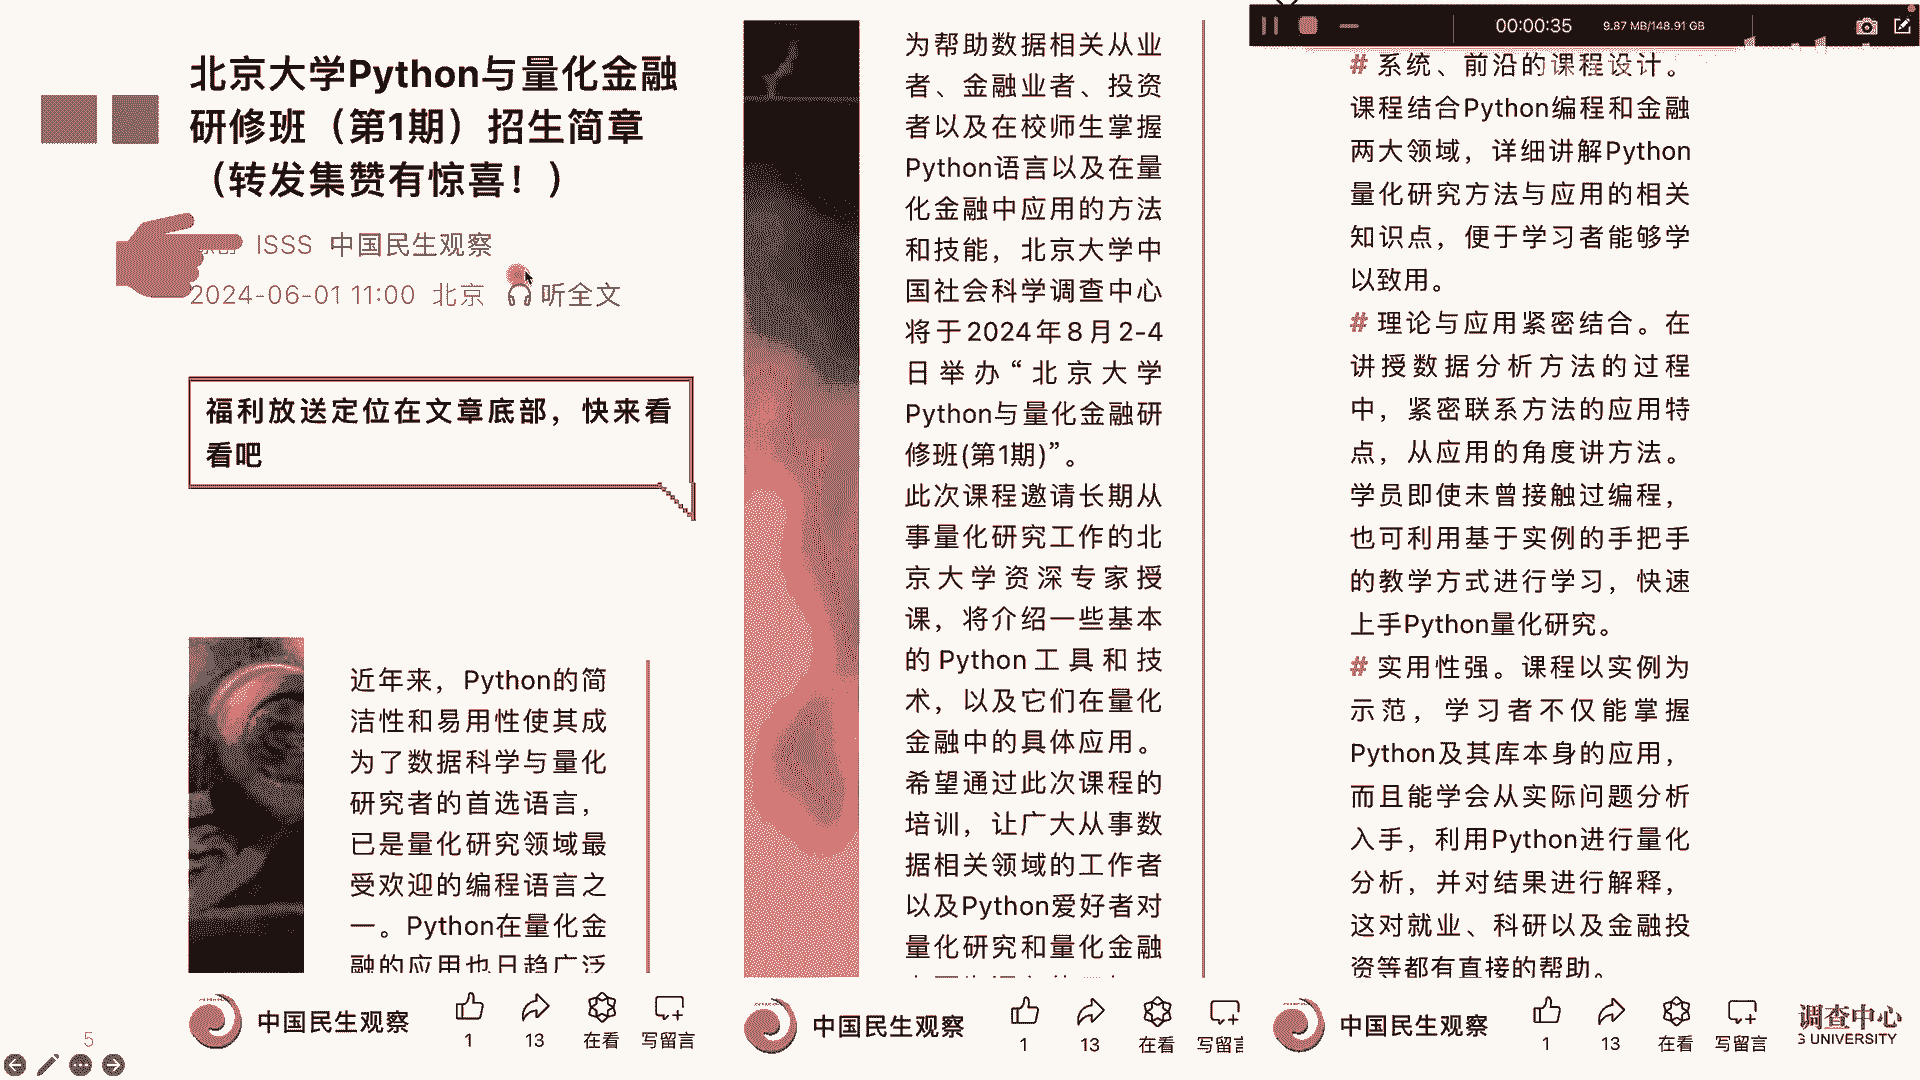 北京大学Python与量化金融
研修班（第1期）招生简章
（转发集赞有惊喜！）
ISSS 中国民生观察
2024-06-01 11:00 北京 听全文
福利放送定位在文章底部，快来看
看吧
近年来，Python的简
洁性和易用性使其成
为了数据科学与量化
研究者的首选语言，
已是量化研究领域最
受欢迎的编程语言之
一。Python在量化金
融的应用也日趋广泛
中国民生观察
1
13
在看
写留言
5
为帮助数据相关从业
者、金融业者、投资
者以及在校师生掌握
Python语言以及在量
化金融中应用的方法
和技能，北京大学中
国社会科学调查中心
将于2024年8月2-4
日举办“北京大学
Python与量化金融研
修班(第1期)”。
此次课程邀请长期从
事量化研究工作的北
京大学资深专家授
课，将介绍一些基本
的Python工具和技
术，以及它们在量化
金融中的具体应用。
希望通过此次课程的
培训，让广大从事数
据相关领域的工作者
以及Python爱好者对
量化研究和量化金融
中国民生观察
1
13
在看
写留言
00:00:35 9.87 MB/148.91 GB
# 系统、前沿的课程设计。
课程结合Python编程和金融
两大领域，详细讲解Python
量化研究方法与应用的相关
知识点，便于学习者能够学
以致用。
# 理论与应用紧密结合。在
讲授数据分析方法的过程
中，紧密联系方法的应用特
点，从应用的角度讲方法。
学员即使未曾接触过编程，
也可利用基于实例的手把手
的教学方式进行学习，快速
上手Python量化研究。
# 实用性强。课程以实例为
示范，学习者不仅能掌握
Python及其库本身的应用，
而且能学会从实际问题分析
入手，利用Python进行量化
分析，并对结果进行解释，
这对就业、科研以及金融投
资等都有直接的帮助。
中国民生观察
1
13
在看
写留言
调查中心
G UNIVERSITY